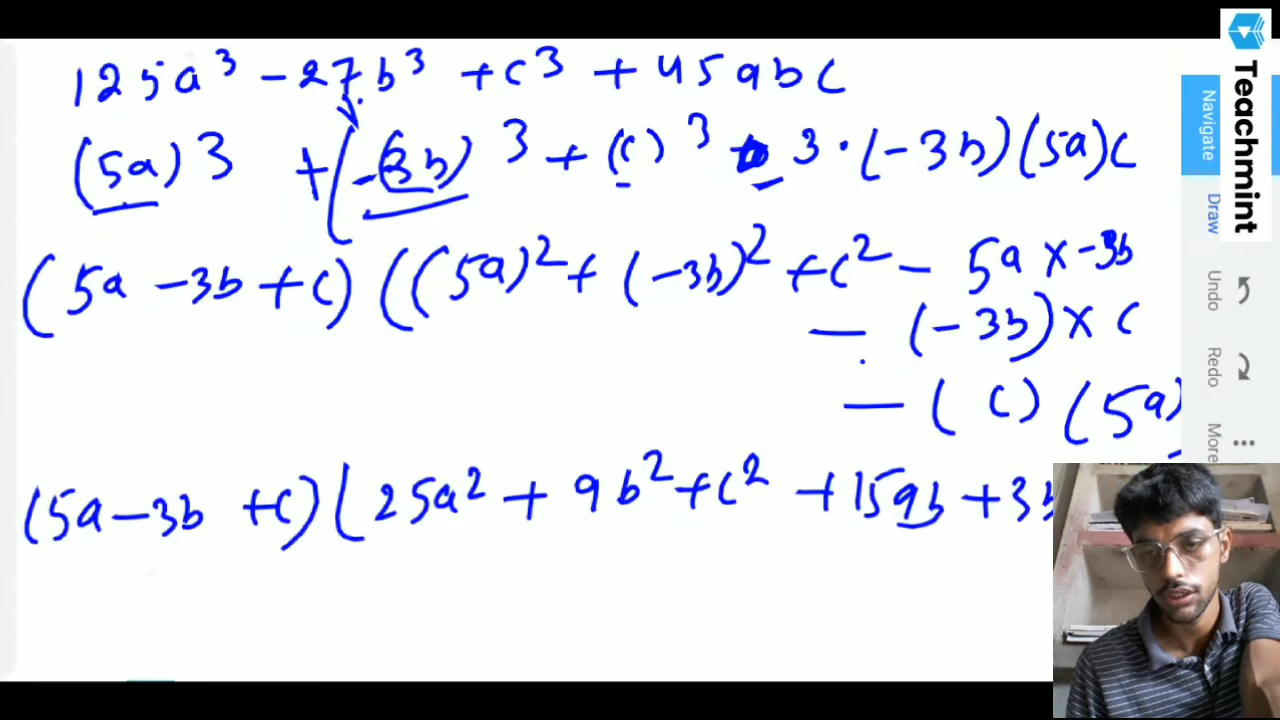 125a³ - 27b³ + c³ + 45abc
(5a)³ + (-(3b))³ + (c)³ - 3·(-3b)(5a)c
(5a - 3b + c)((5a)² + (-3b)² + c² - 5a x -3b
- (-3b) x c
- (c) (5a)
(5a - 3b + c)(25a² + 9b² + c² + 15ab + 3b
Teachmint
Navigate
Draw
Undo
Redo
More